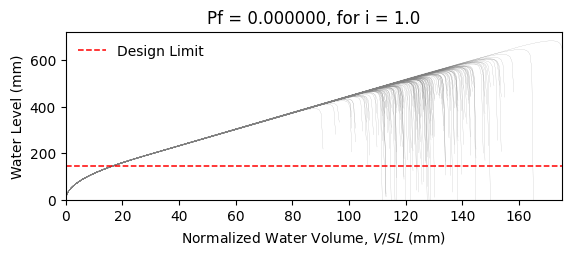 Pf = 0.000000, for i = 1.0
Water Level (mm)
600
400
200
0
Design Limit
0 20 40 60 80 100 120 140 160
Normalized Water Volume, V/SL (mm)